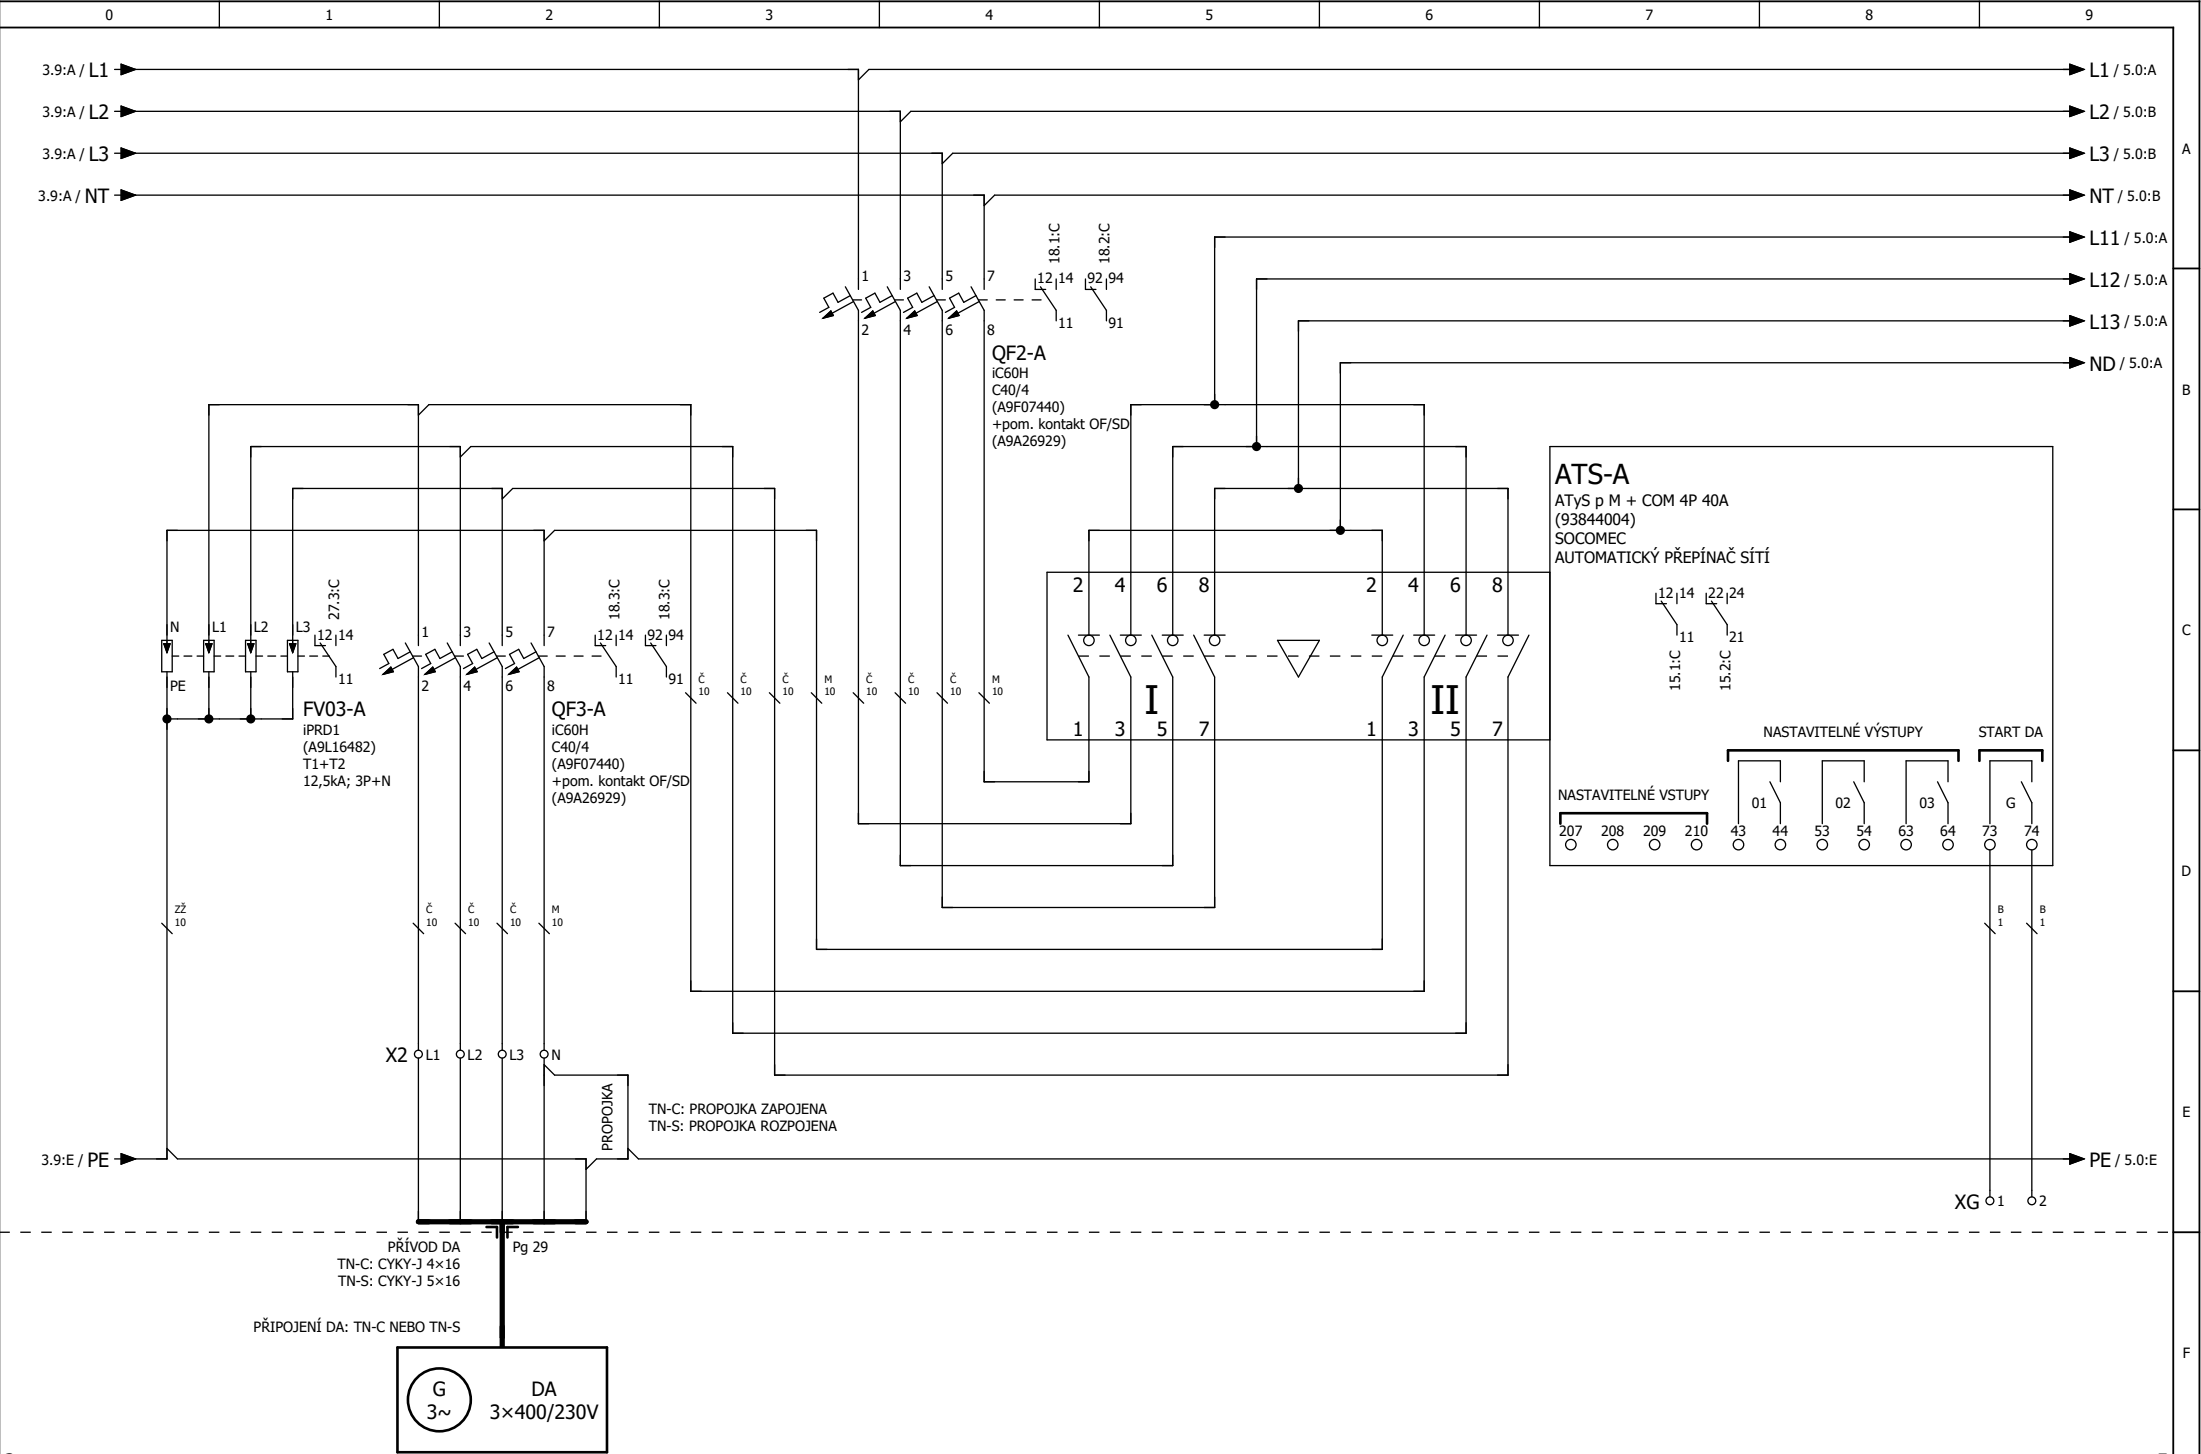 0 1 2 3 4 5 6 7 8 9
3.9:A / L1
L1 / 5.0:A
3.9:A / L2
L2 / 5.0:B
3.9:A / L3
L3 / 5.0:B
A
3.9:A / NT
NT / 5.0:B
L11 / 5.0:A
L12 / 5.0:A
L13 / 5.0:A
ND / 5.0:A
B
18.1:C
18.2:C
1 3 5 7
12 14
92 94
2 4 6 8
11
91
QF2-A
iC60H
C40/4
(A9F07440)
+pom. kontakt OF/SD
(A9A26929)
ATS-A
ATyS p M + COM 4P 40A
(93844004)
SOCOMEC
AUTOMATICKÝ PŘEPÍNAČ SÍTÍ
12 14
22 24
11
21
15.1:C
15.2:C
C
2 4 6 8
2 4 6 8
I
II
1 3 5 7
1 3 5 7
27.3:C
18.3:C
18.3:C
N L1 L2 L3
12 14
1 3 5 7
12 14
92 94
PE
11
2 4 6 8
11
91
Č
10
Č
10
Č
10
M
10
Č
10
Č
10
Č
10
M
10
FV03-A
iPRD1
(A9L16482)
T1+T2
12,5kA; 3P+N
QF3-A
iC60H
C40/4
(A9F07440)
+pom. kontakt OF/SD
(A9A26929)
NASTAVITELNÉ VÝSTUPY
START DA
NASTAVITELNÉ VSTUPY
01
02
03
G
207 208 209 210 43 44 53 54 63 64 73 74
D
ZŽ
10
Č
10
Č
10
Č
10
M
10
B
1
B
1
X2 L1 L2 L3 N
PROPOJKA
TN-C: PROPOJKA ZAPOJENA
TN-S: PROPOJKA ROZPOJENA
E
3.9:E / PE
PE / 5.0:E
XG 1 2
PŘÍVOD DA
TN-C: CYKY-J 4×16
TN-S: CYKY-J 5×16
Pg 29
PŘIPOJENÍ DA: TN-C NEBO TN-S
F
G
3~
DA
3×400/230V